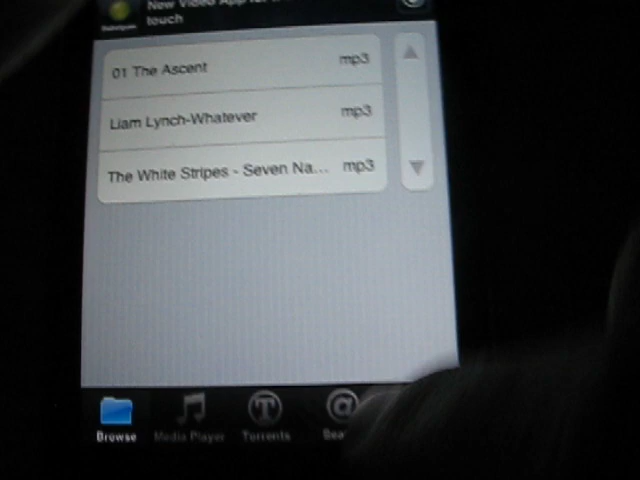 New Video App for
touch
01 The Ascent mp3
Liam Lynch-Whatever mp3
The White Stripes - Seven Na... mp3
Browse Media Player Torrents